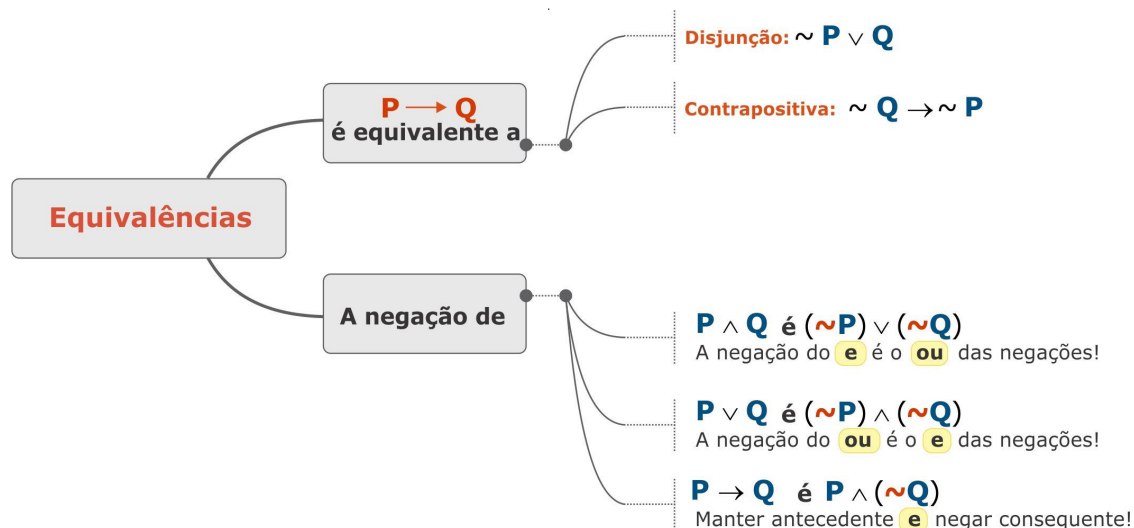 Disjunção: ~ P ∨ Q
P → Q
é equivalente a
Contrapositiva: ~ Q →~ P
Equivalências
A negação de
P ∧ Q é (~P) ∨ (~Q)
A negação do e é o ou das negações!
P ∨ Q é (~P) ∧ (~Q)
A negação do ou é o e das negações!
P → Q é P ∧ (~Q)
Manter antecedente e negar consequente!